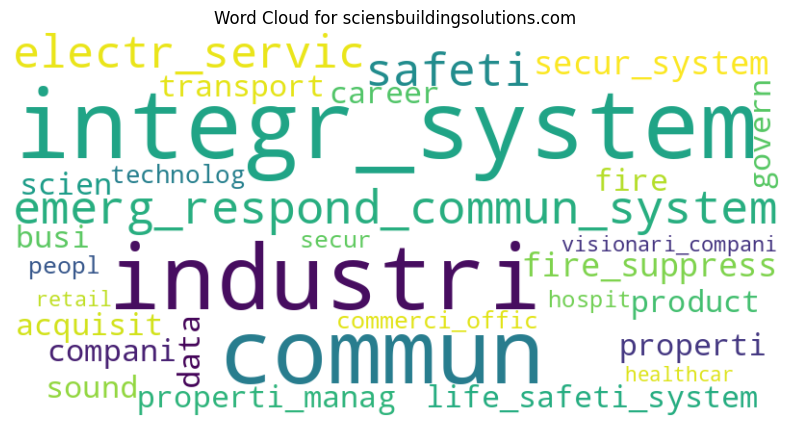 Word Cloud for sciensbuildingsolutions.com
electr_servic
safeti
secur_system
transport
career
integr_system
govern
technolog
scien
fire
emerg_respond_commun_system
busi
secur
visionari_compani
peopl
industri
fire_suppress
retail
hospit
product
acquisit
commerci_offic
data
compani
commun
properti
healthcar
sound
properti_manag
life_safeti_system